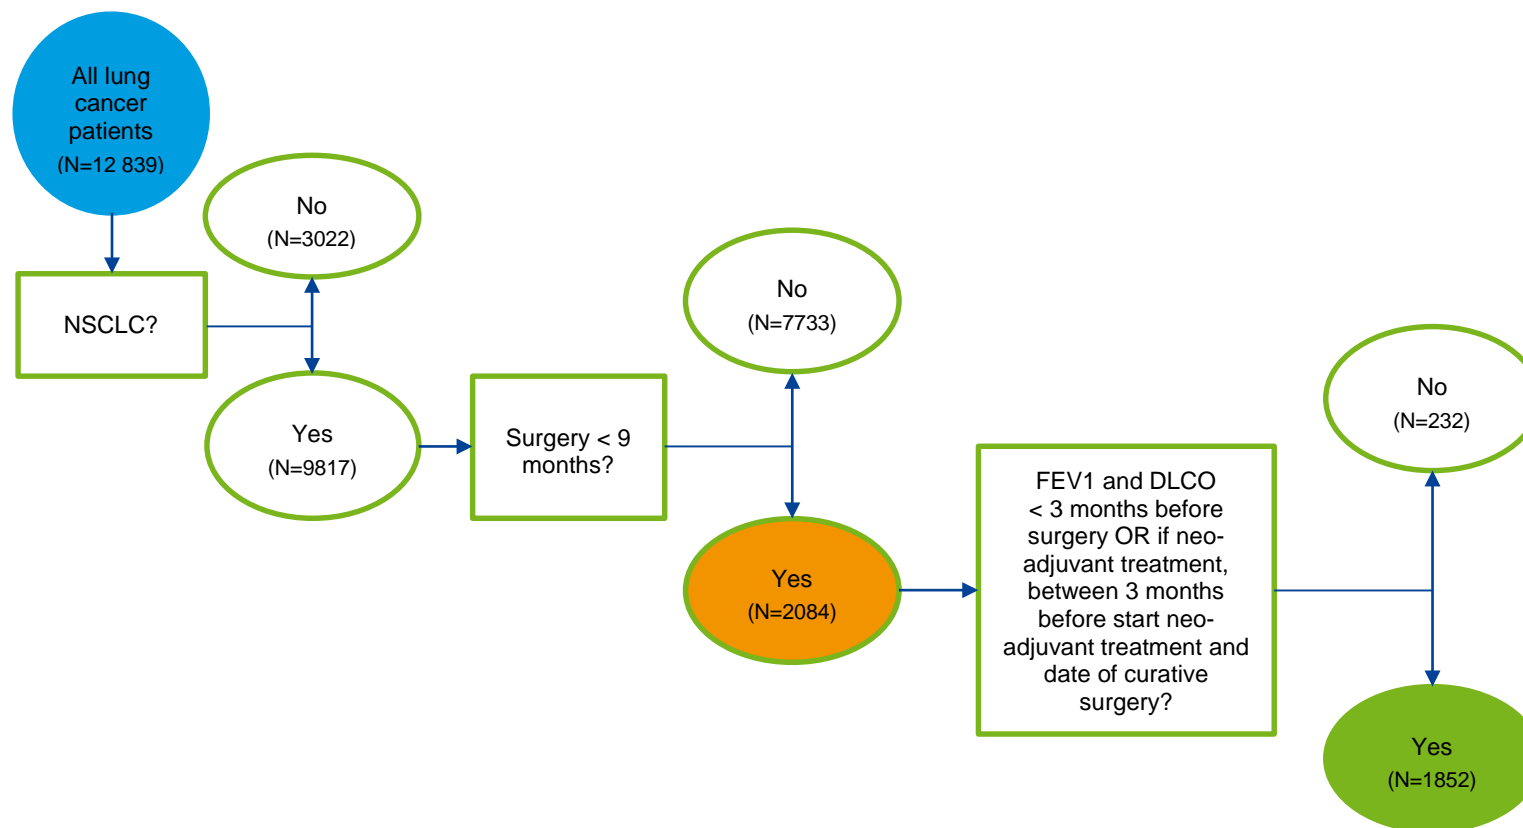 All lung
cancer
patients
(N=12 839)
NSCLC?
No
(N=3022)
Yes
(N=9817)
Surgery < 9
months?
No
(N=7733)
Yes
(N=2084)
FEV1 and DLCO
< 3 months before
surgery OR if neo-
adjuvant treatment,
between 3 months
before start neo-
adjuvant treatment and
date of curative
surgery?
No
(N=232)
Yes
(N=1852)